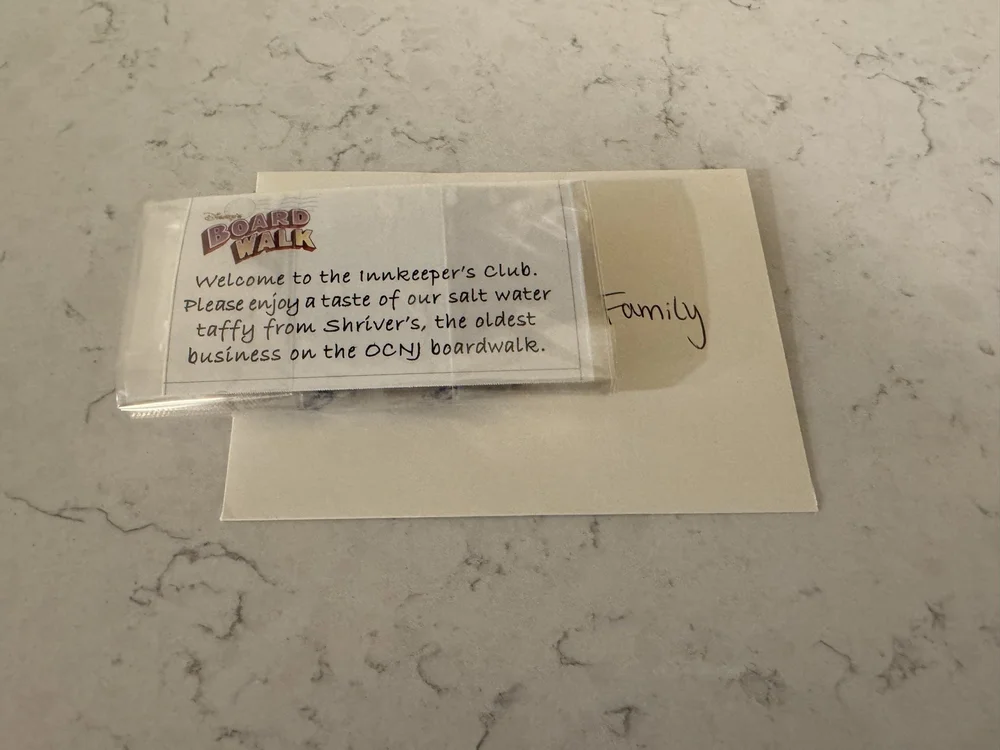 Disney's
BOARD
WALK
Welcome to the Innkeeper's Club.
Please enjoy a taste of our salt water
taffy from Shriver's, the oldest
business on the OCNJ boardwalk.
Family